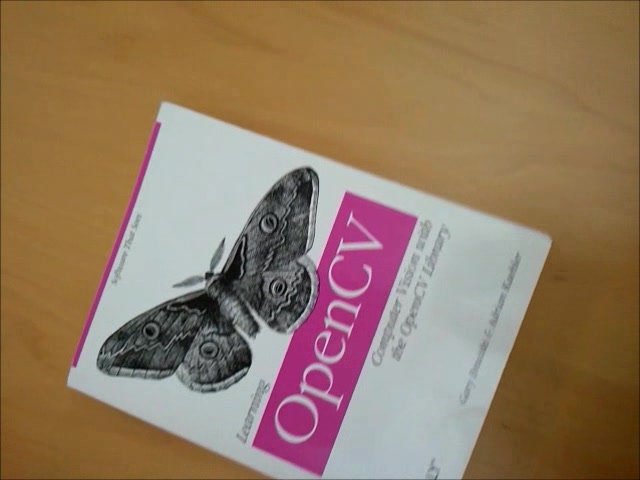 Software That Sees
Learning
OpenCV
Computer Vision with
the OpenCV Library
Gary Bradski & Adrian Kaehler